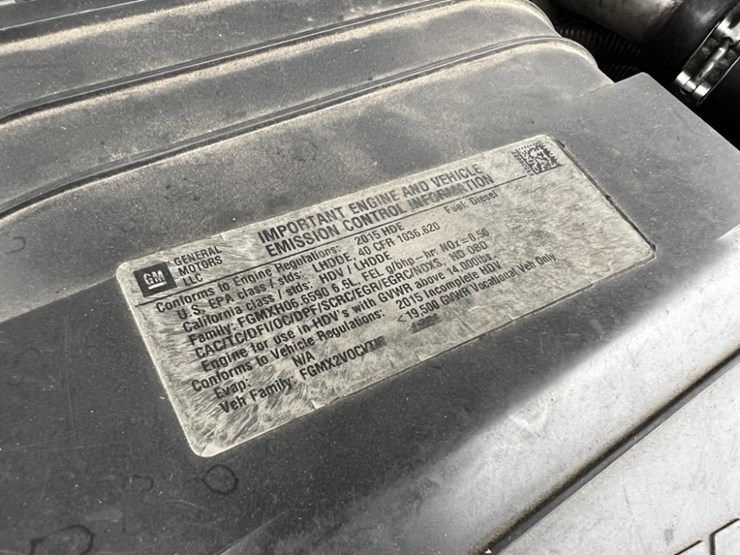 GM
GENERAL
MOTORS
LLC
IMPORTANT ENGINE AND VEHICLE
EMISSION CONTROL INFORMATION
Conforms to Engine Regulations: 2015 HDE Fuel: Diesel
U.S. EPA class / stds: LHDDE: 40 CFR 1036.620
California class / stds: HDV / LHDDE
Family: FGMXH06.6590 6.5L, FEL g/bhp-hr: NOx=0.50
CAC/TC/DFI/OC/DPF/SCRC/EGR/EGRC/NOXS, HD OBD
Engine for use in HDV's with GVWR above 14,000lbs.
Conforms to Vehicle Regulations: 2015 Incomplete HDV
Evap: N/A <19,500 GVWR Vocational Veh Only
Veh Family: